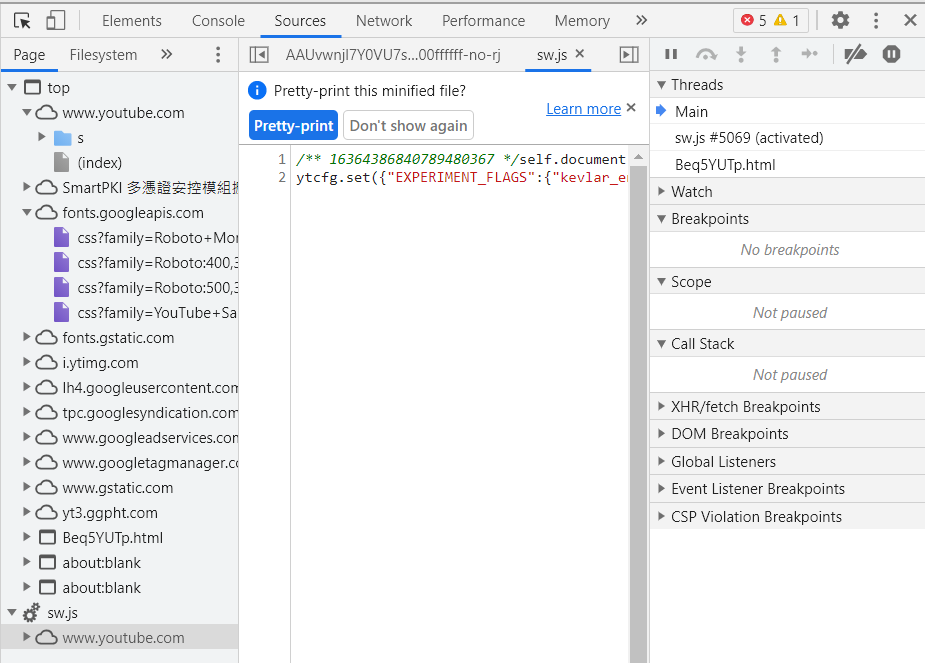 Elements Console Sources Network Performance Memory » 5 1
Page Filesystem »
top
www.youtube.com
s
(index)
SmartPKI 多憑證安控模組
fonts.googleapis.com
css?family=Roboto+Mo
css?family=Roboto:400,3
css?family=Roboto:500,3
css?family=YouTube+Sa
fonts.gstatic.com
i.ytimg.com
lh4.googleusercontent.com
tpc.googlesyndication.com
www.googleadservices.com
www.googletagmanager.co
www.gstatic.com
yt3.ggpht.com
Beq5YUTp.html
about:blank
about:blank
sw.js
www.youtube.com
sw.js
Pretty-print this minified file?
Learn more
Pretty-print Don't show again
1 /** 16364386840789480367 */self.document
2 ytcfg.set({"EXPERIMENT_FLAGS":{"kevlar_e
Threads
Main
sw.js #5069 (activated)
Beq5YUTp.html
Watch
Breakpoints
No breakpoints
Scope
Not paused
Call Stack
Not paused
XHR/fetch Breakpoints
DOM Breakpoints
Global Listeners
Event Listener Breakpoints
CSP Violation Breakpoints